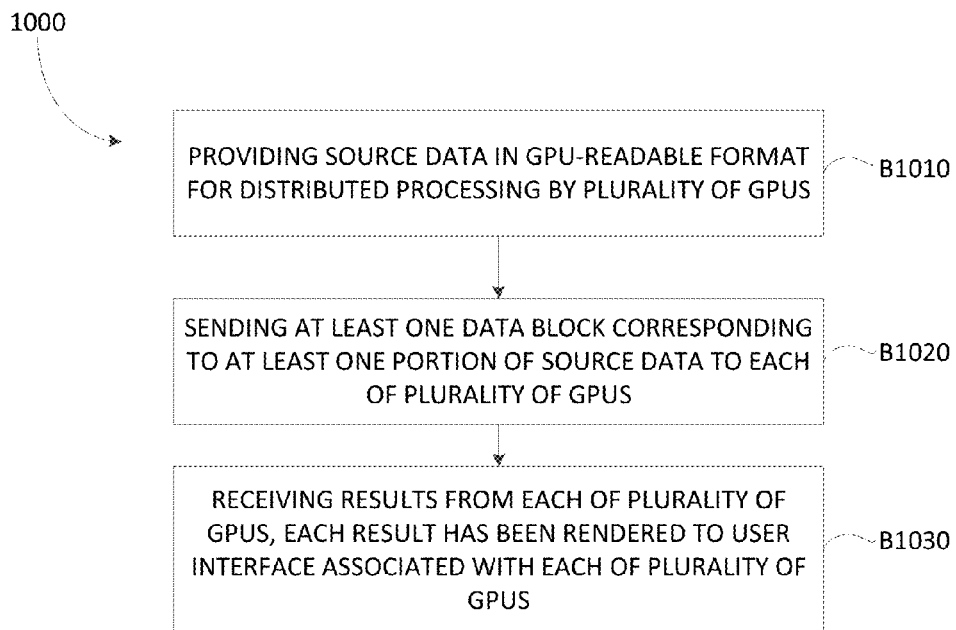 1000
PROVIDING SOURCE DATA IN GPU-READABLE FORMAT
FOR DISTRIBUTED PROCESSING BY PLURALITY OF GPUS
B1010
SENDING AT LEAST ONE DATA BLOCK CORRESPONDING
TO AT LEAST ONE PORTION OF SOURCE DATA TO EACH
OF PLURALITY OF GPUS
B1020
RECEIVING RESULTS FROM EACH OF PLURALITY OF
GPUS, EACH RESULT HAS BEEN RENDERED TO USER
INTERFACE ASSOCIATED WITH EACH OF PLURALITY OF
GPUS
B1030